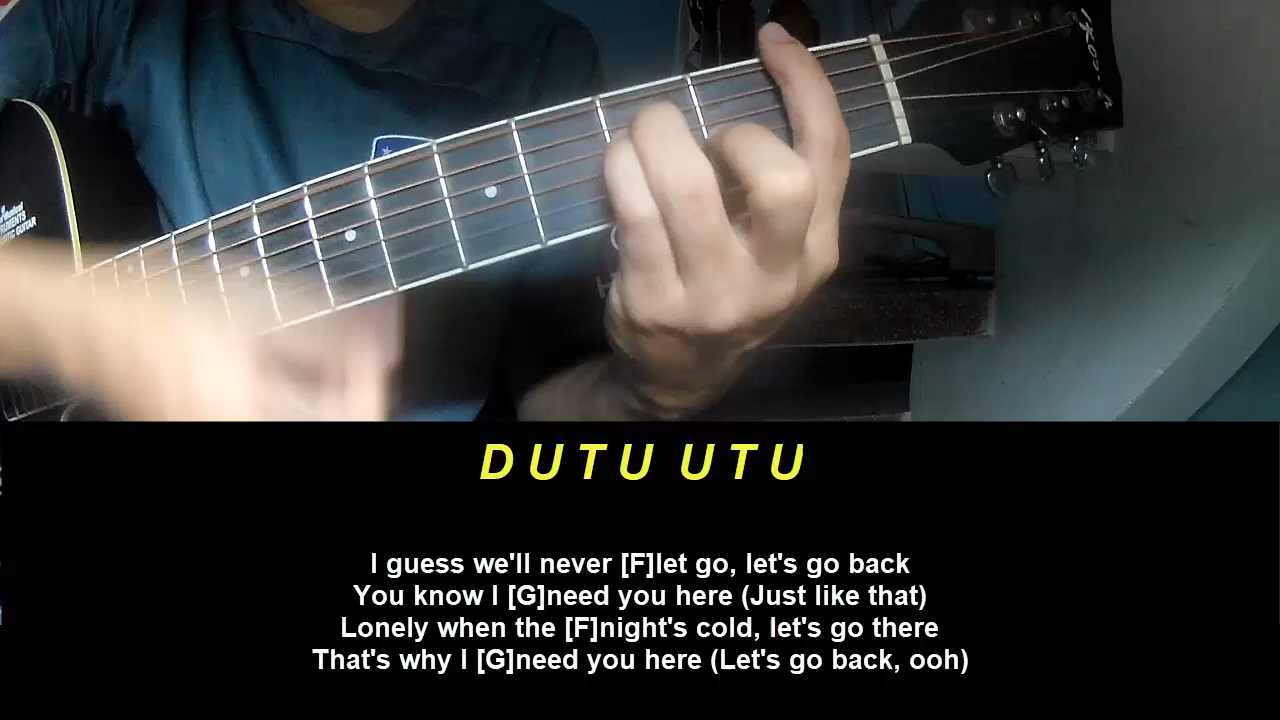 D U T U U T U
I guess we'll never [F]let go, let's go back
You know I [G]need you here (Just like that)
Lonely when the [F]night's cold, let's go there
That's why I [G]need you here (Let's go back, ooh)